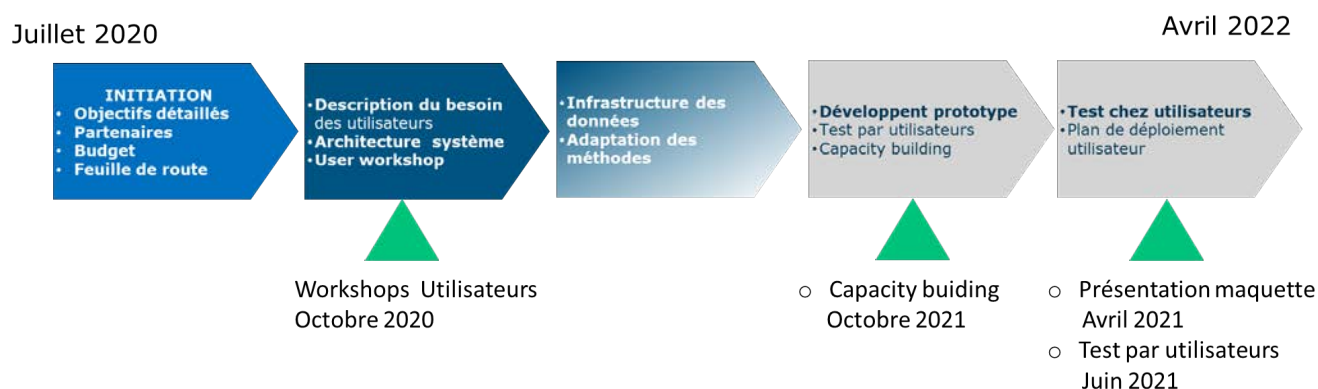 Juillet 2020
Avril 2022
INITIATION
• Objectifs détaillés
• Partenaires
• Budget
• Feuille de route
•Description du besoin
des utilisateurs
•Architecture système
•User workshop
•Infrastructure des
données
•Adaptation des
méthodes
•Développent prototype
•Test par utilisateurs
•Capacity building
•Test chez utilisateurs
•Plan de déploiement
utilisateur
Workshops Utilisateurs
Octobre 2020
o Capacity buiding
Octobre 2021
o Présentation maquette
Avril 2021
o Test par utilisateurs
Juin 2021